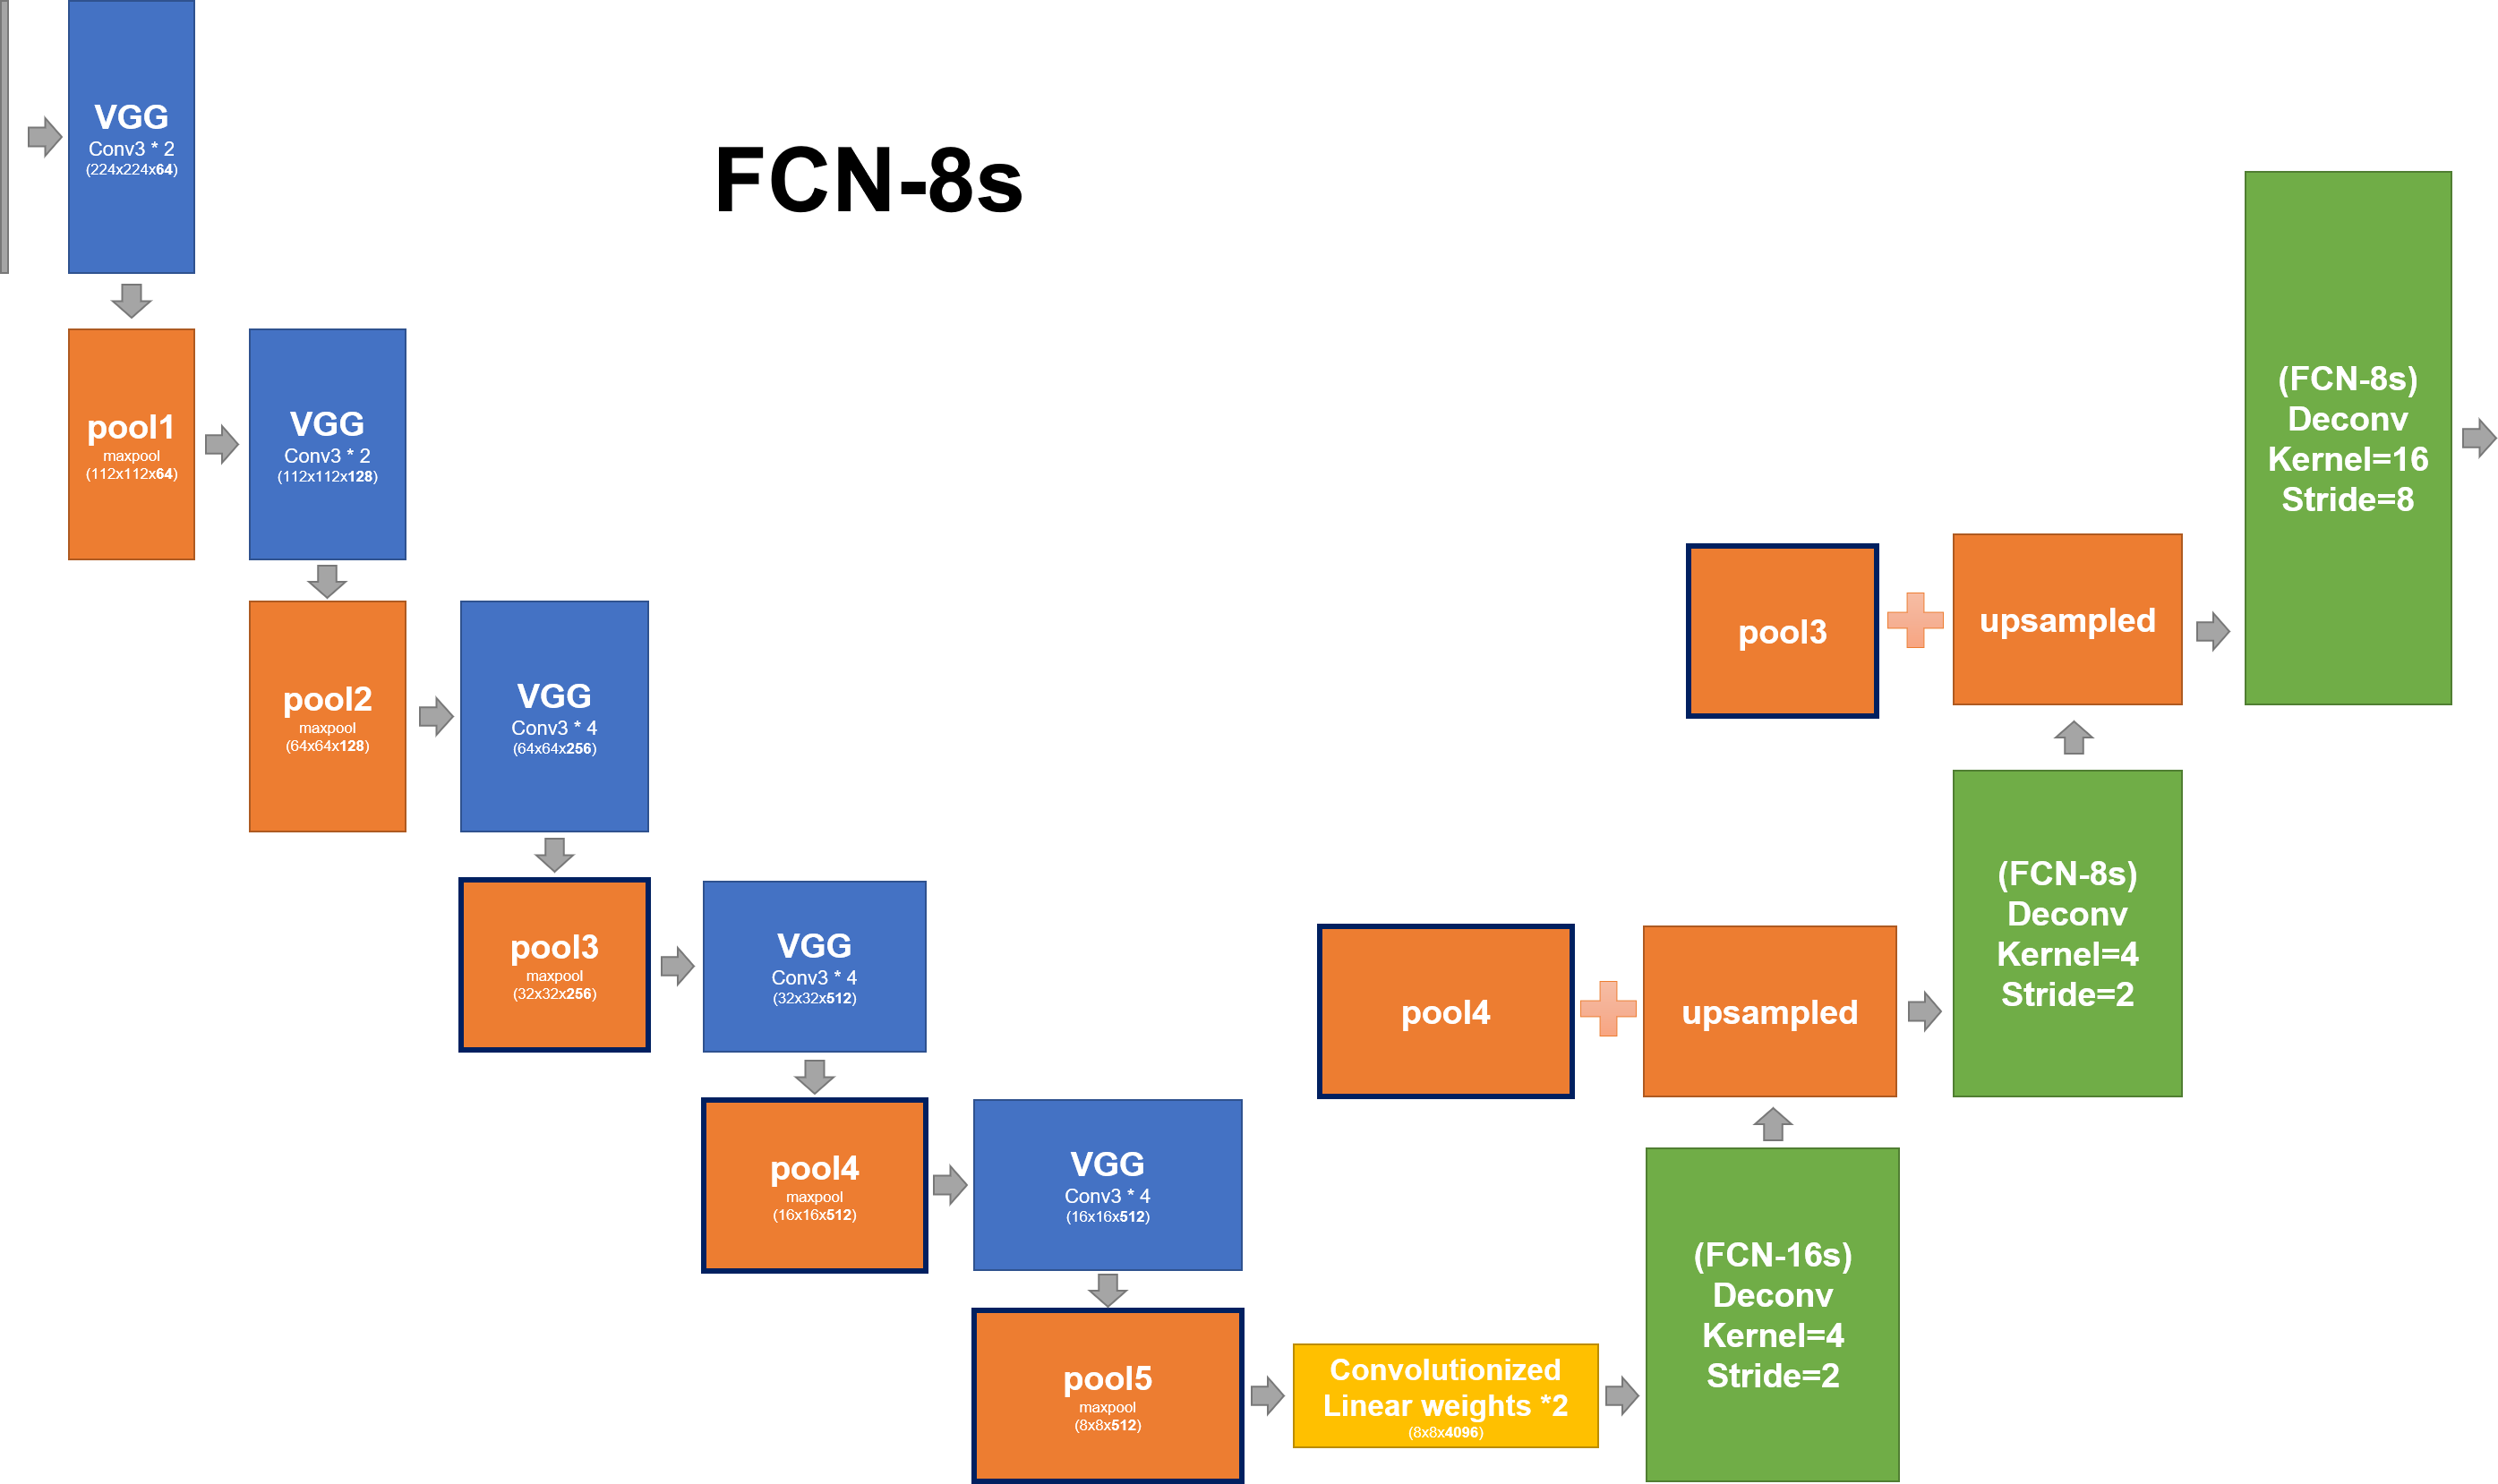 FCN-8s
VGG
Conv3 * 2
(224x224x64)
pool1
maxpool
(112x112x64)
VGG
Conv3 * 2
(112x112x128)
pool2
maxpool
(64x64x128)
VGG
Conv3 * 4
(64x64x256)
pool3
maxpool
(32x32x256)
VGG
Conv3 * 4
(32x32x512)
pool4
maxpool
(16x16x512)
VGG
Conv3 * 4
(16x16x512)
pool5
maxpool
(8x8x512)
Convolutionized
Linear weights *2
(8x8x4096)
(FCN-16s)
Deconv
Kernel=4
Stride=2
pool4
upsampled
(FCN-8s)
Deconv
Kernel=4
Stride=2
pool3
upsampled
(FCN-8s)
Deconv
Kernel=16
Stride=8